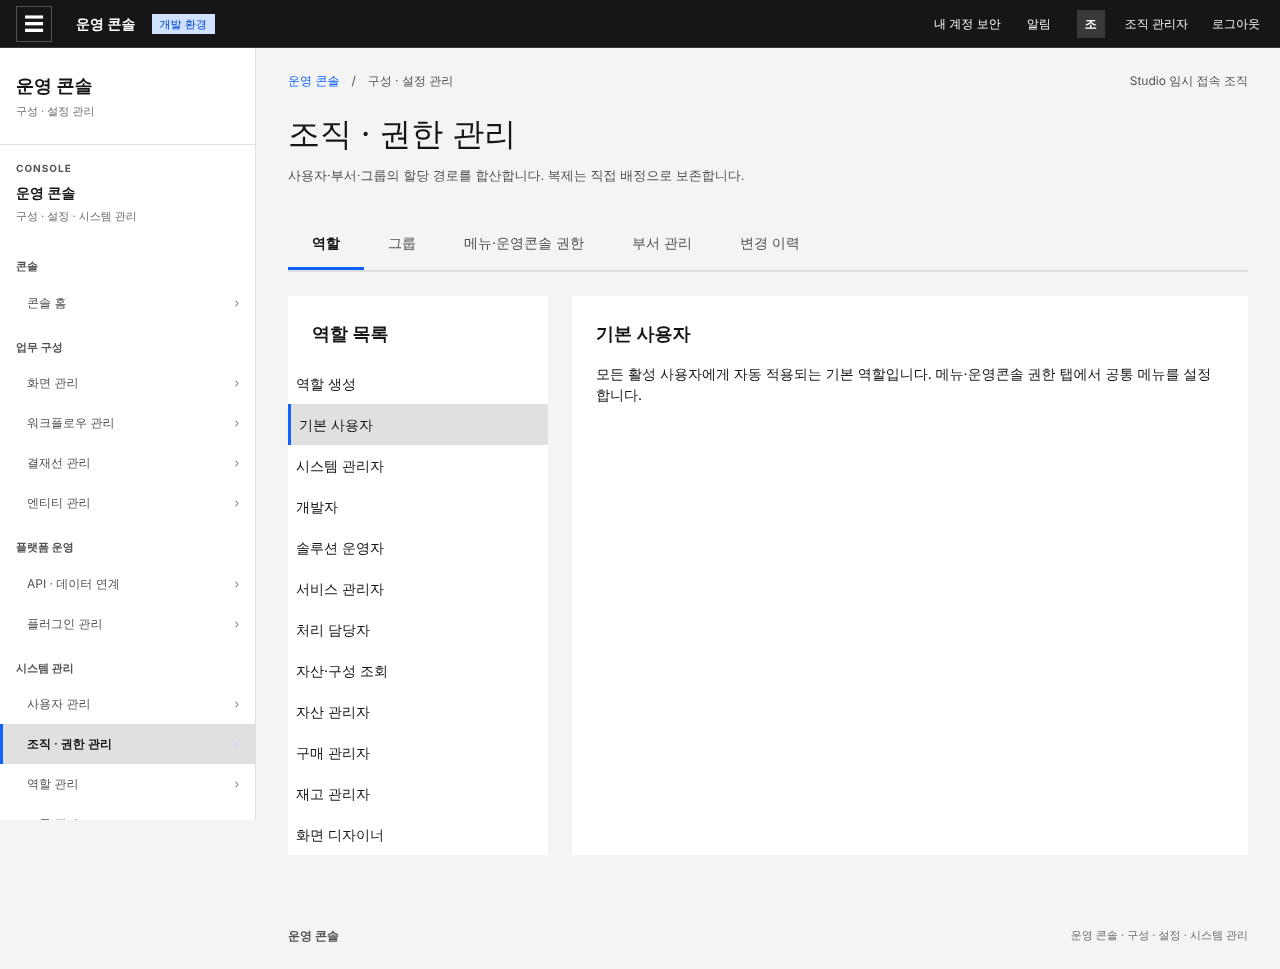 운영 콘솔
개발 환경
내 계정 보안
알림
조
조직 관리자
로그아웃
운영 콘솔
구성 · 설정 관리
CONSOLE
운영 콘솔
구성 · 설정 · 시스템 관리
콘솔
콘솔 홈
업무 구성
화면 관리
워크플로우 관리
결재선 관리
엔티티 관리
플랫폼 운영
API · 데이터 연계
플러그인 관리
시스템 관리
사용자 관리
조직 · 권한 관리
역할 관리
운영 콘솔 / 구성 · 설정 관리
Studio 임시 접속 조직
조직 · 권한 관리
사용자·부서·그룹의 할당 경로를 합산합니다. 복제는 직접 배정으로 보존합니다.
역할
그룹
메뉴·운영콘솔 권한
부서 관리
변경 이력
역할 목록
역할 생성
기본 사용자
시스템 관리자
개발자
솔루션 운영자
서비스 관리자
처리 담당자
자산·구성 조회
자산 관리자
구매 관리자
재고 관리자
화면 디자이너
기본 사용자
모든 활성 사용자에게 자동 적용되는 기본 역할입니다. 메뉴·운영콘솔 권한 탭에서 공통 메뉴를 설정
합니다.
운영 콘솔
운영 콘솔 · 구성 · 설정 · 시스템 관리